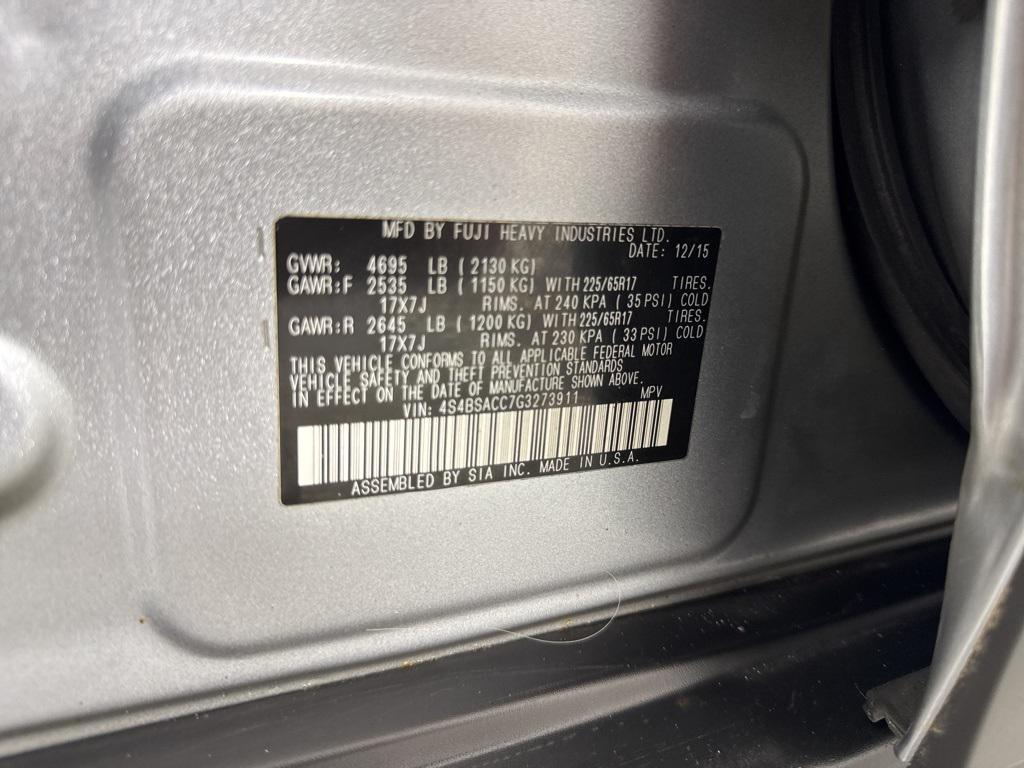 MFD BY FUJI HEAVY INDUSTRIES LTD.
DATE: 12/15
GVWR: 4695 LB ( 2130 KG)
GAWR:F 2535 LB ( 1150 KG) WITH 225/65R17 TIRES.
17X7J RIMS. AT 240 KPA ( 35 PSI) COLD
GAWR:R 2645 LB ( 1200 KG) WITH 225/65R17 TIRES.
17X7J RIMS. AT 230 KPA ( 33 PSI) COLD
THIS VEHICLE CONFORMS TO ALL APPLICABLE FEDERAL MOTOR
VEHICLE SAFETY AND THEFT PREVENTION STANDARDS
IN EFFECT ON THE DATE OF MANUFACTURE SHOWN ABOVE.
VIN: 4S4BSACC7G3273911 MPV
ASSEMBLED BY SIA INC. MADE IN U.S.A.